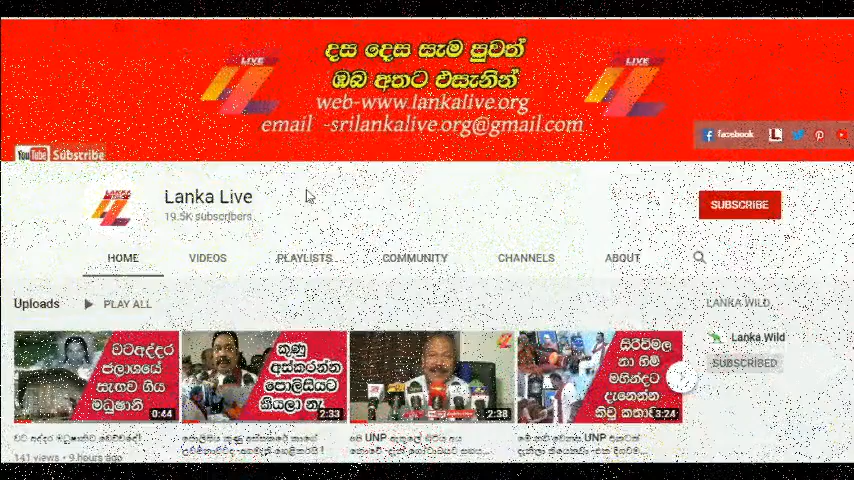 දස දෙස සැම පුවත්
ඔබ අතට එසැනින්
web-www.lankalive.org
email -srilankalive.org@gmail.com
LIVE
LIVE
facebook
YouTube Subscribe
Lanka Live
19.5K subscribers
SUBSCRIBE
HOME VIDEOS PLAYLISTS COMMUNITY CHANNELS ABOUT
Uploads PLAY ALL
LANKA WILD
Lanka Wild
SUBSCRIBED
වටඅද්දර
ජලාශයේ
සැඟව ගිය
මධුෂානි
0:44
කුණු
අස්කරන්න
පොලිසියට
කියලා නෑ
2:33
2:38
සිරිවිමල
නා හිමි
මහින්දට
දැනෙන්න
කිව් කතාව
3:24
141 views • 9 hours ago